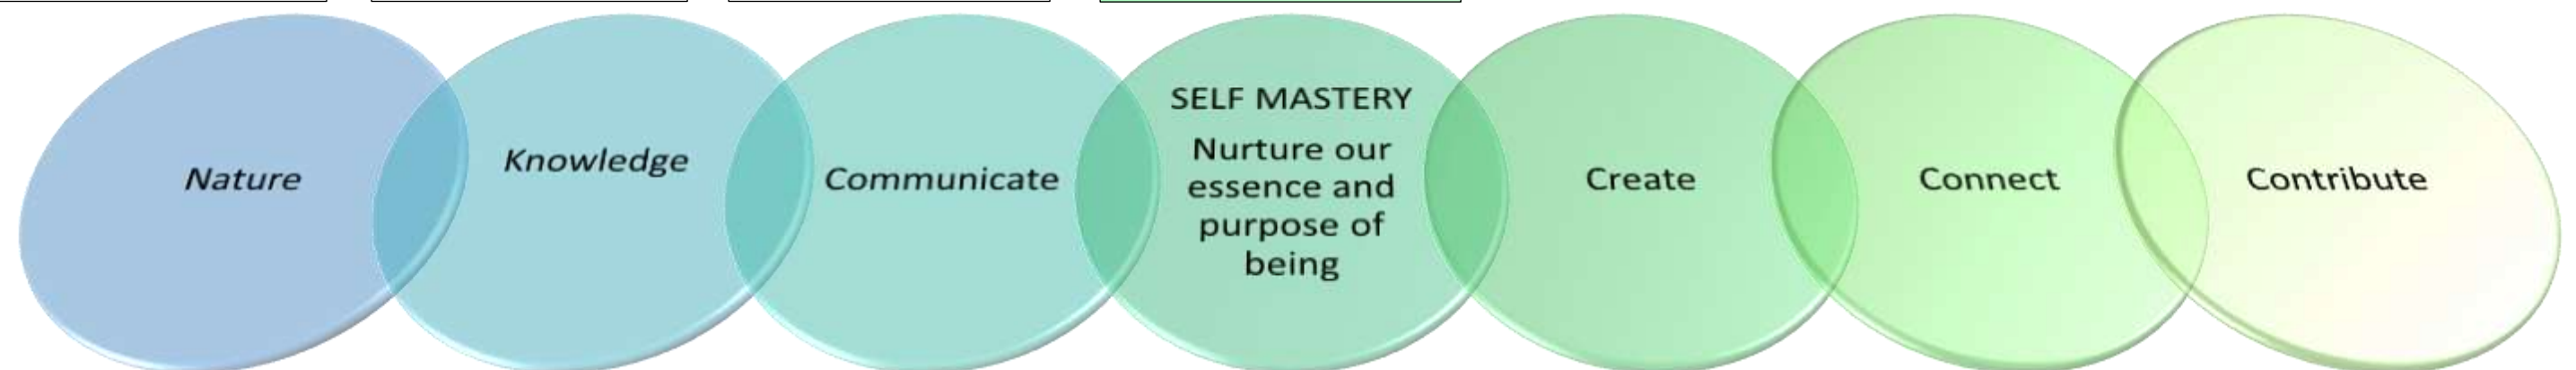 Nature
Knowledge
Communicate
SELF MASTERY
Nurture our
essence and
purpose of
being
Create
Connect
Contribute